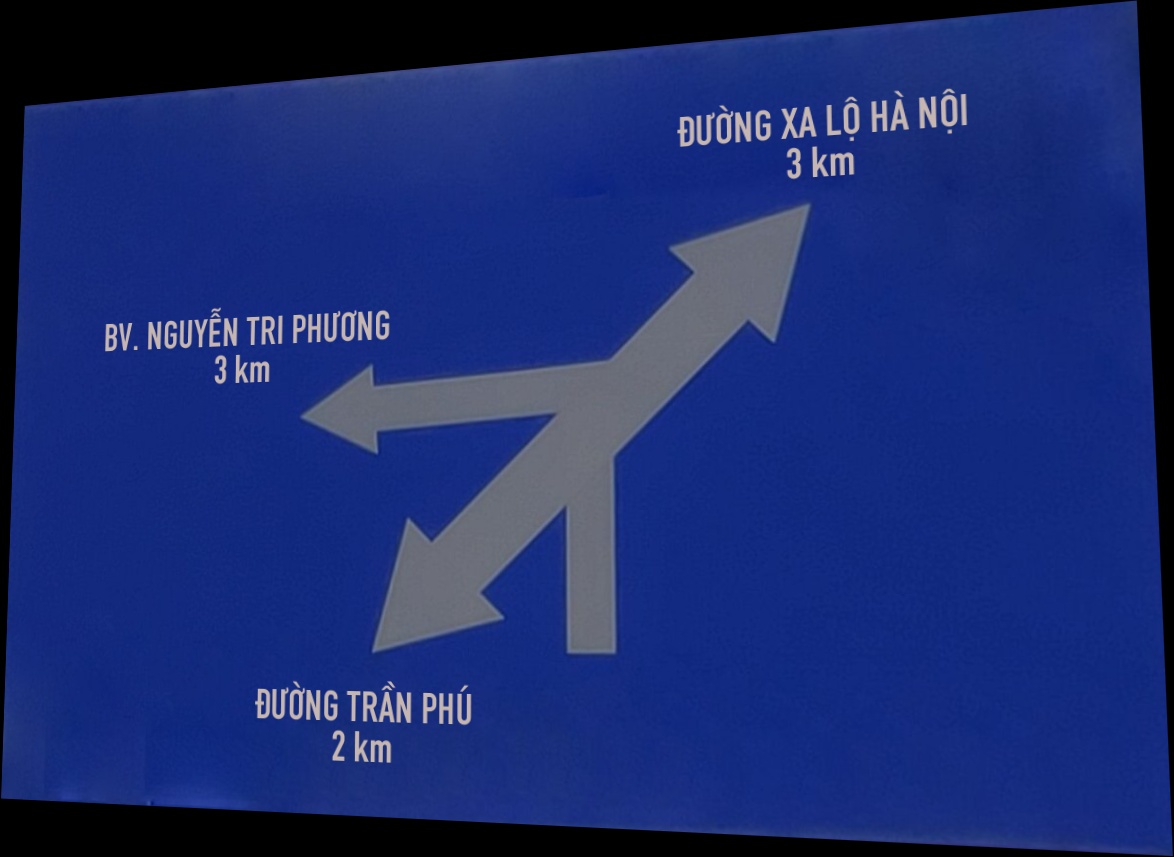 ĐƯỜNG XA LỘ HÀ NỘI
3 km
BV. NGUYỄN TRI PHƯƠNG
3 km
ĐƯỜNG TRẦN PHÚ
2 km